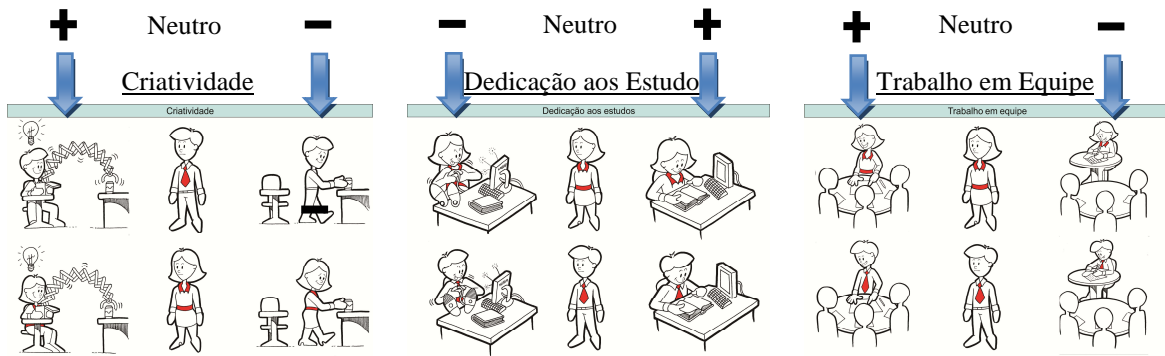 + Neutro −
Criatividade
Criatividade
− Neutro +
Dedicação aos Estudo
Dedicação aos estudos
+ Neutro −
Trabalho em Equipe
Trabalho em equipe